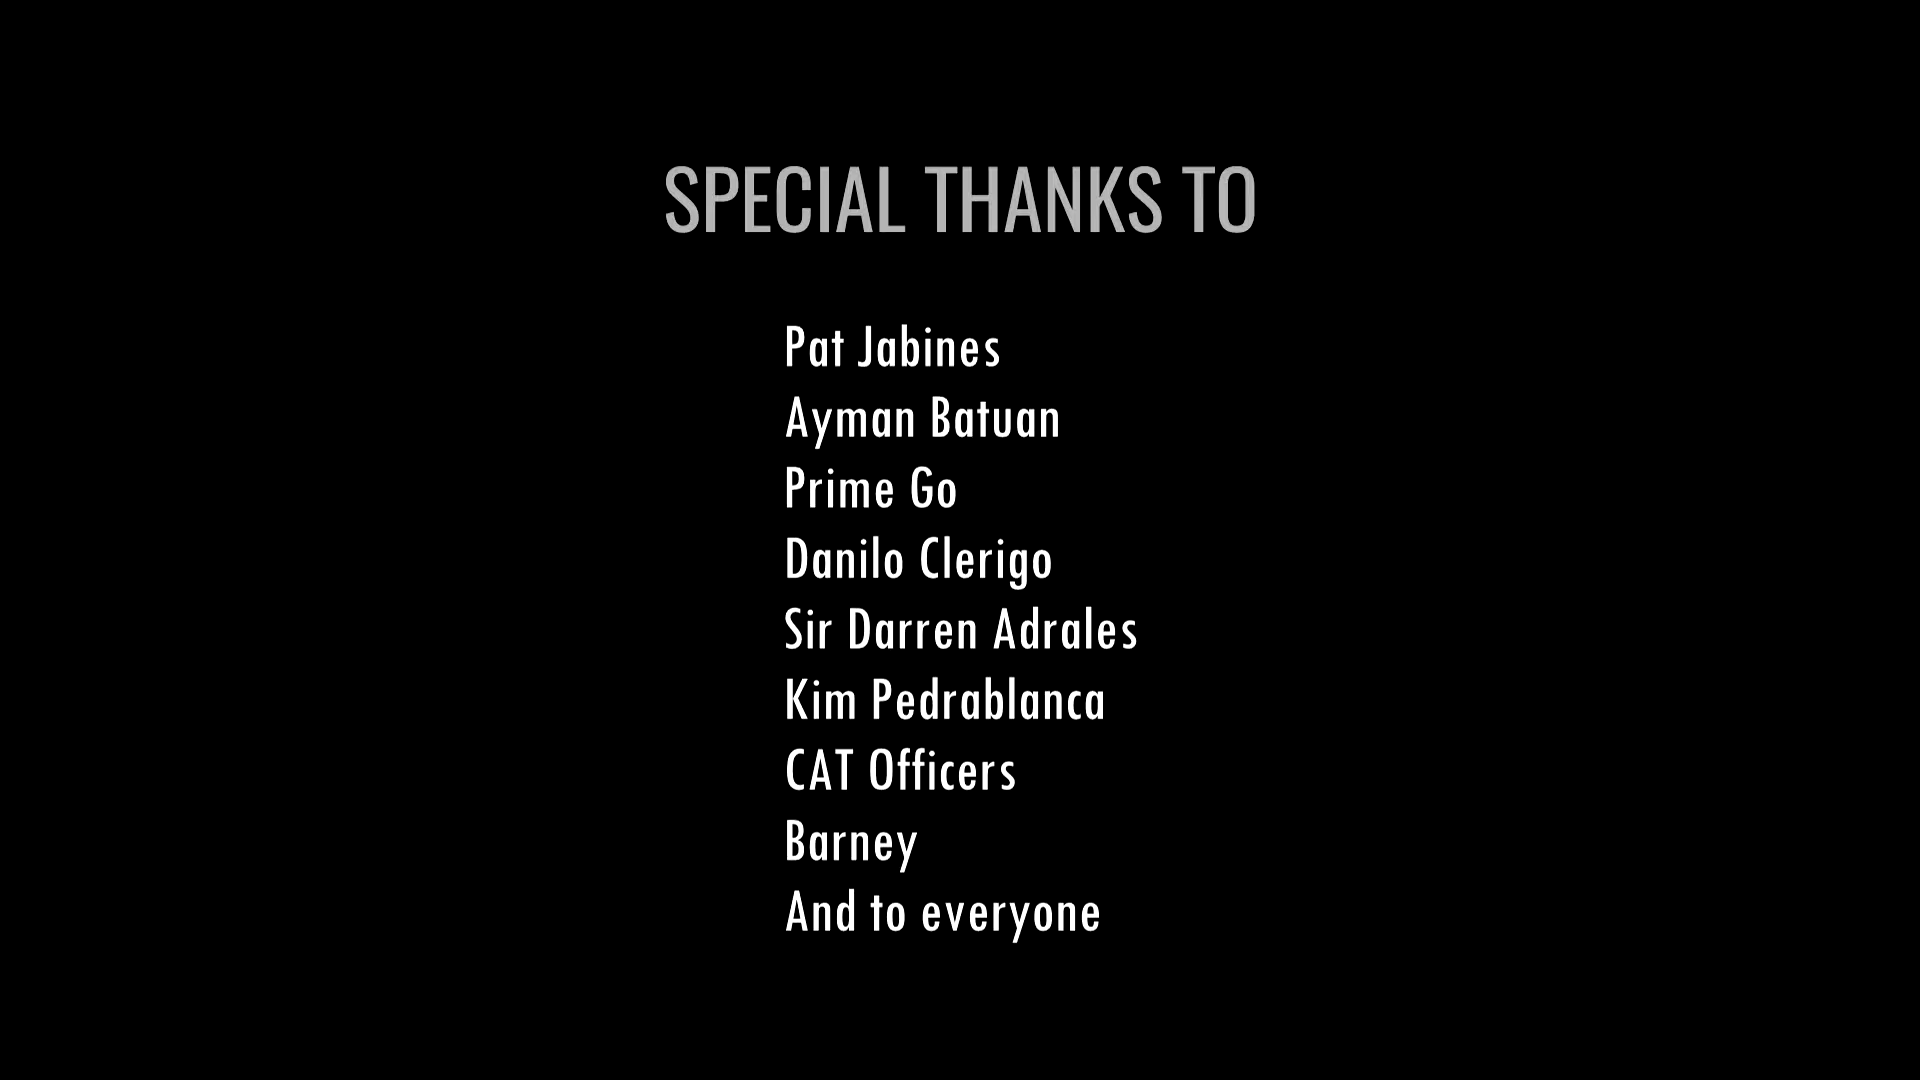 SPECIAL THANKS TO
Pat Jabines
Ayman Batuan
Prime Go
Danilo Clerigo
Sir Darren Adrales
Kim Pedrablanca
CAT Officers
Barney
And to everyone